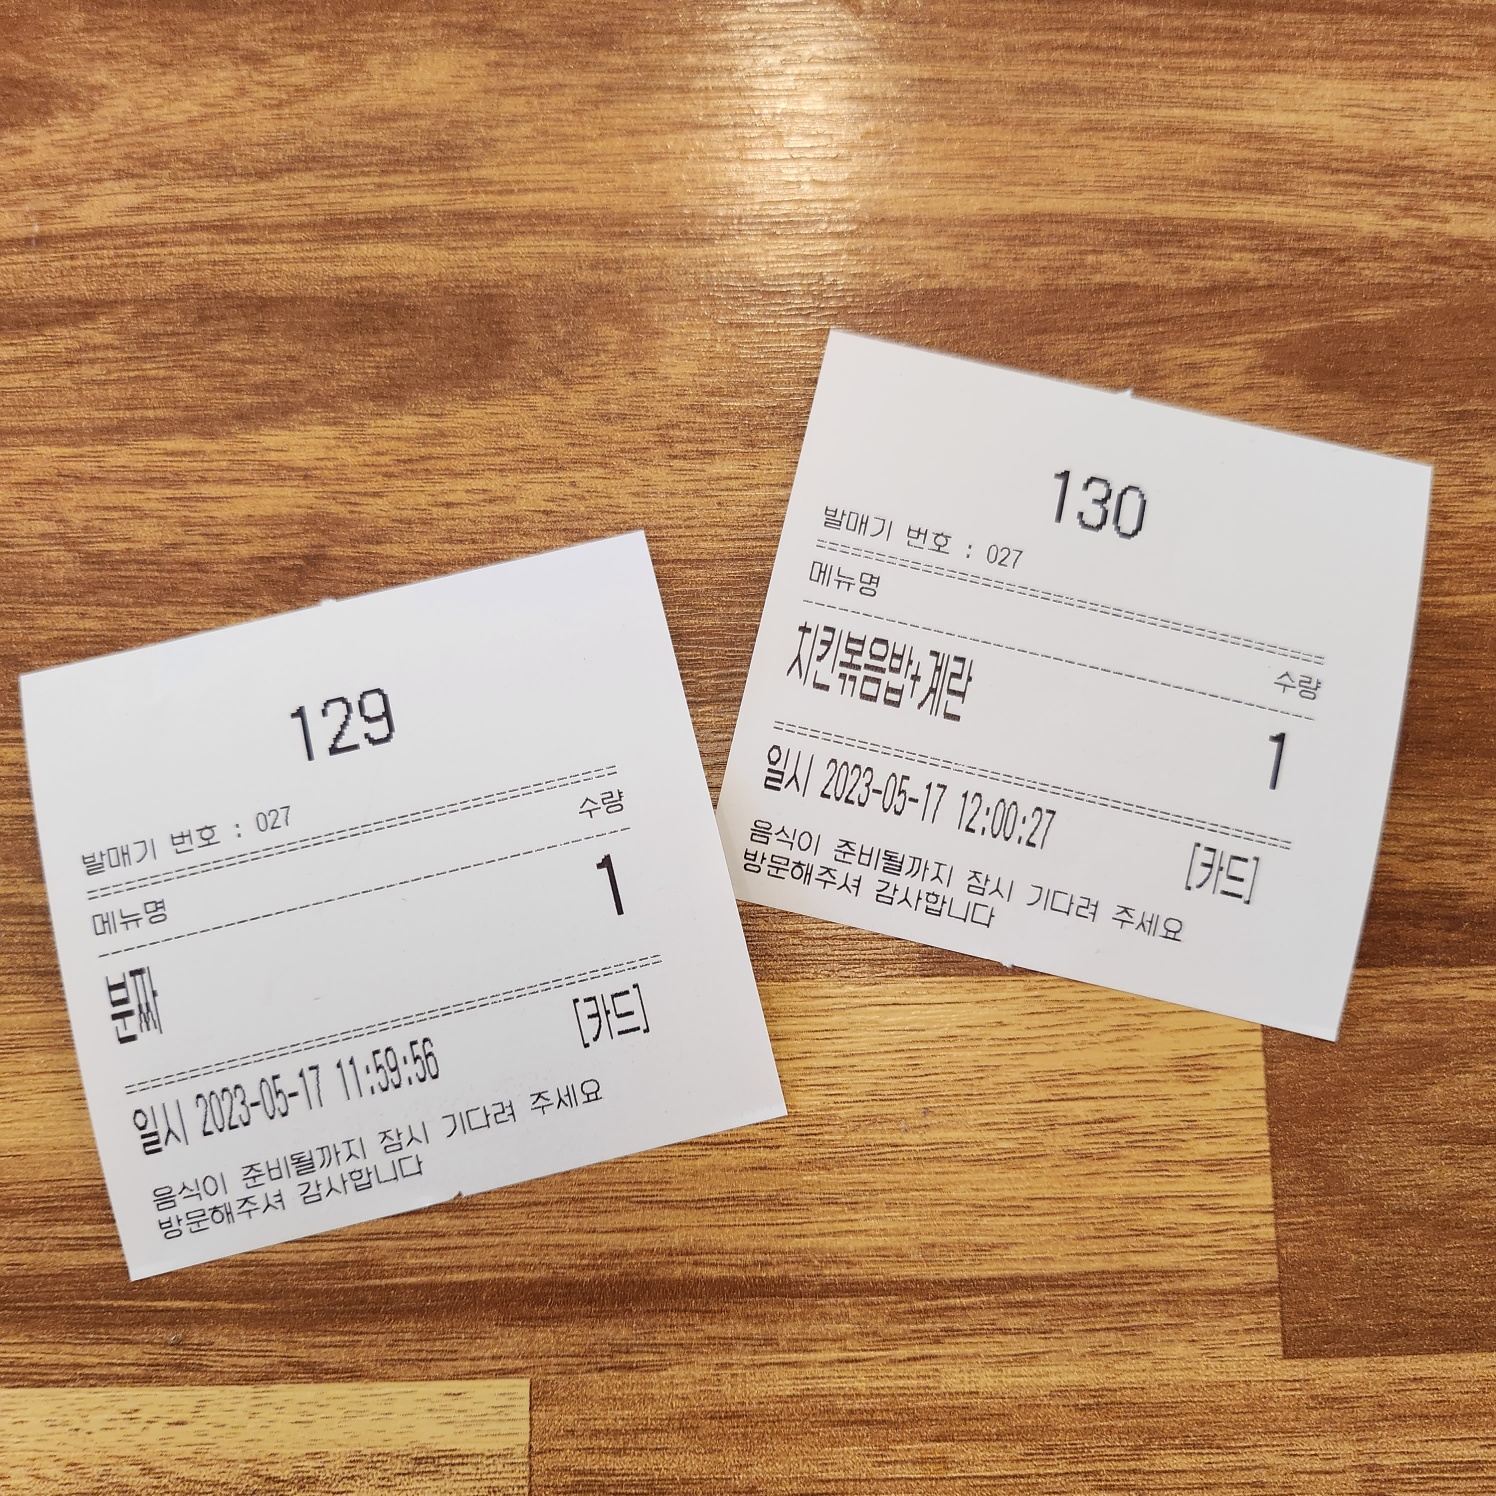 129
발매기 번호 : 027
메뉴명 수량
분짜 1
일시 2023-05-17 11:59:56 [카드]
음식이 준비될까지 잠시 기다려 주세요
방문해주셔 감사합니다
130
발매기 번호 : 027
메뉴명 수량
치킨볶음밥+계란 1
일시 2023-05-17 12:00:27 [카드]
음식이 준비될까지 잠시 기다려 주세요
방문해주셔 감사합니다